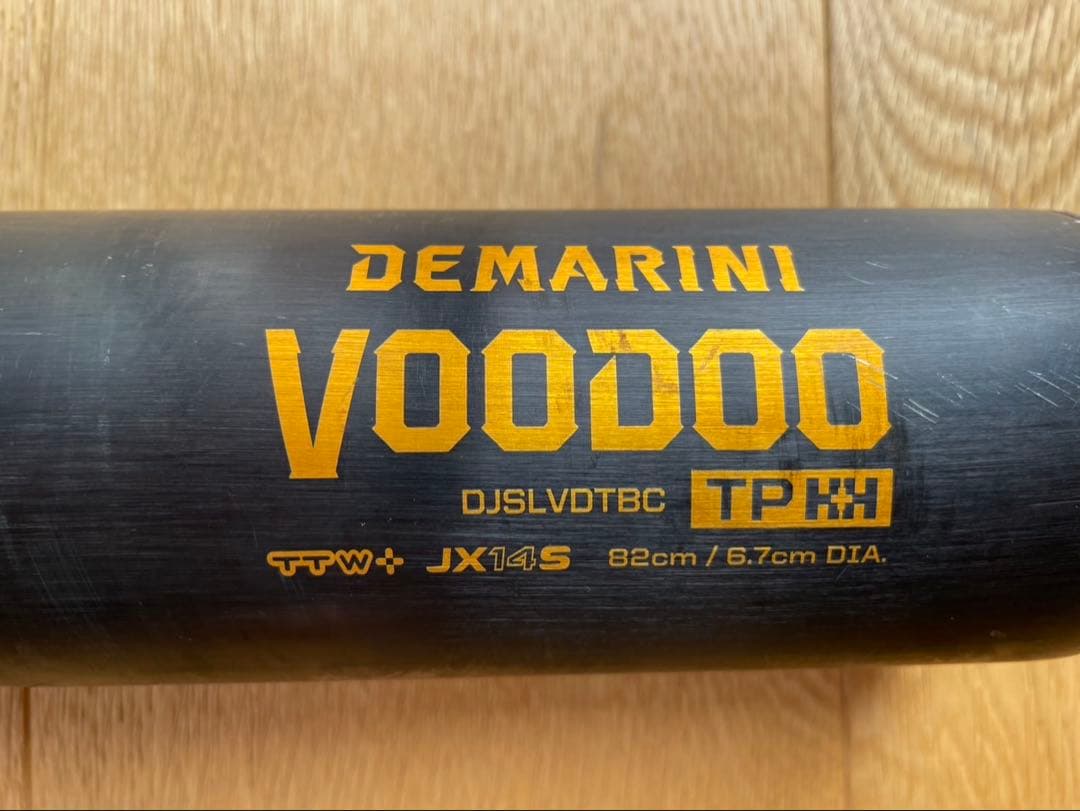 DEMARINI
VOODOO
DJSLVDTBC TP H+H
TTW+ JX14S 82cm / 6.7cm DIA.